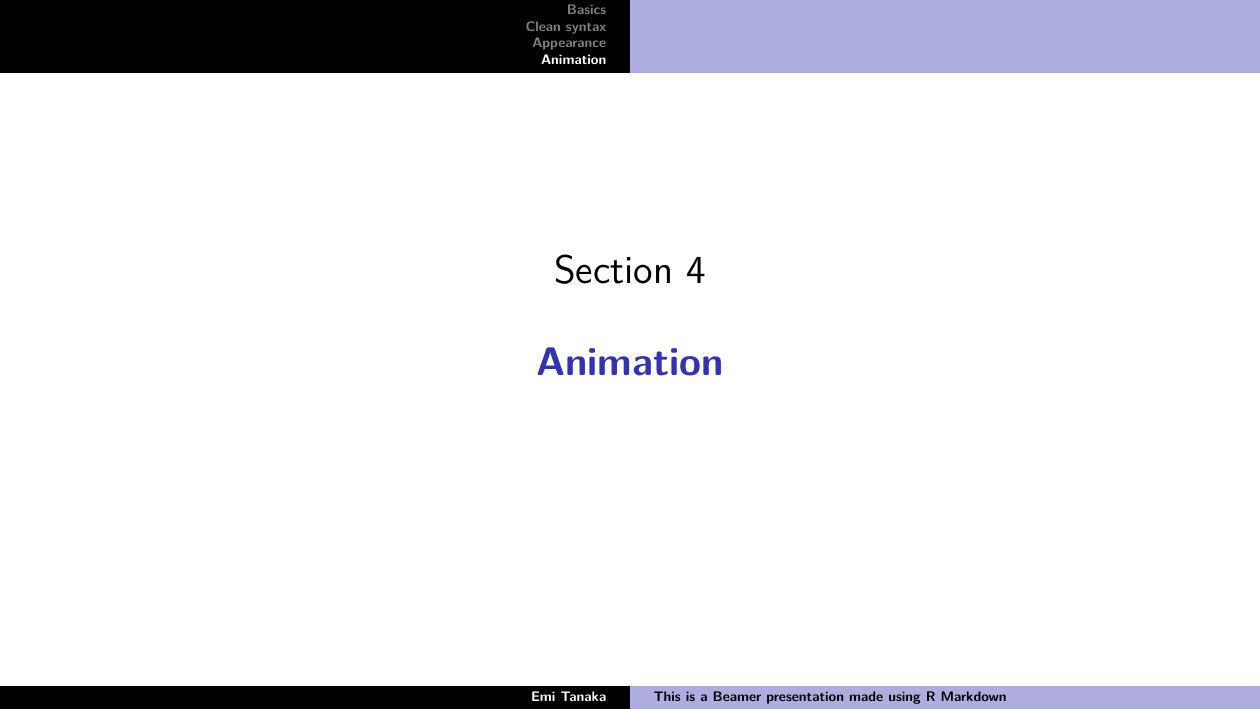 Basics
Clean syntax
Appearance
Animation
Section 4
Animation
Emi Tanaka
This is a Beamer presentation made using R Markdown